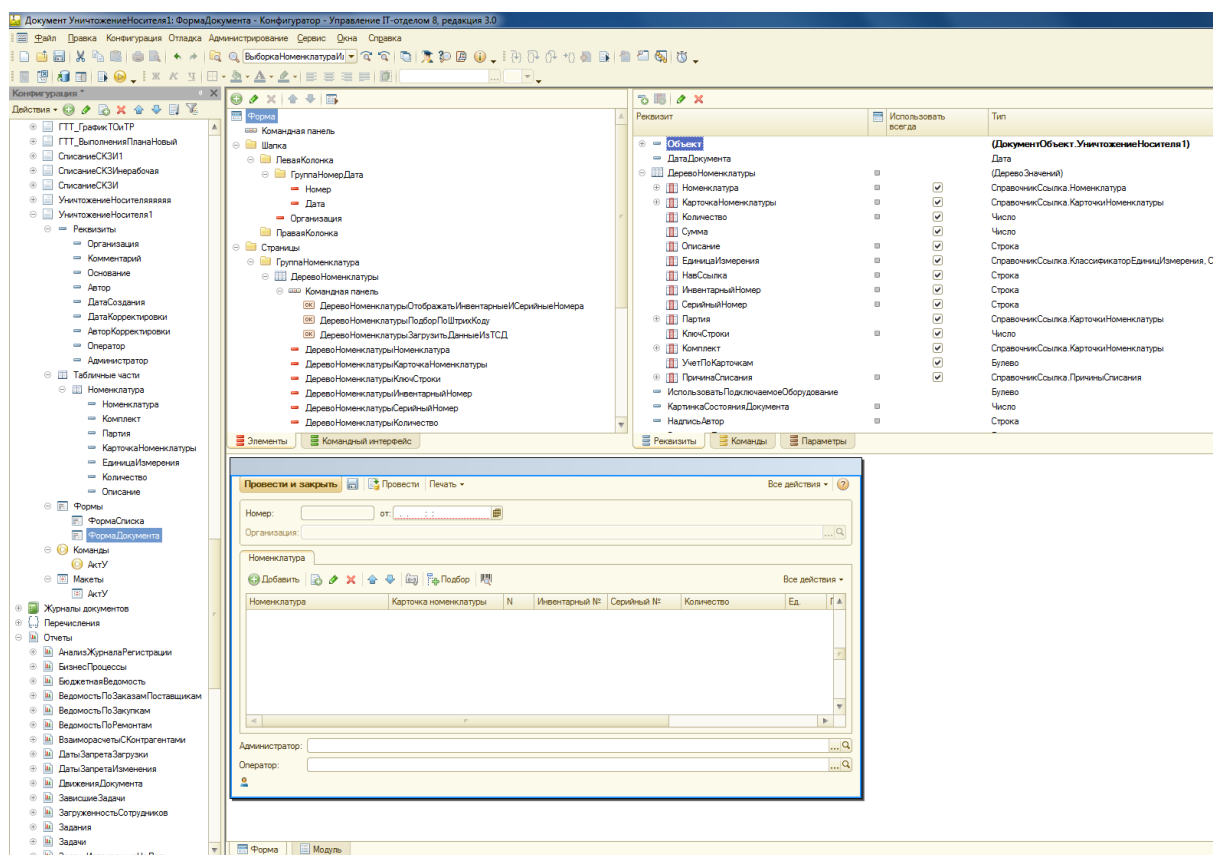 Документ УничтожениеНосителя1: ФормаДокумента - Конфигуратор - Управление IT-отделом 8, редакция 3.0
Файл Правка Конфигурация Отладка Администрирование Сервис Окна Справка
ВыборкаНоменклатураИ
Ж К Ч
Конфигурация *
Действия
ГТТ_ГрафикТОиТР
ГТТ_ВыполненияПланаНовый
СписаниеСКЗИ1
СписаниеСКЗИнерабочая
СписаниеСКЗИ
УничтожениеНосителяяяяяя
УничтожениеНосителя1
Реквизиты
Организация
Комментарий
Основание
Автор
ДатаСоздания
ДатаКорректировки
АвторКорректировки
Оператор
Администратор
Табличные части
Номенклатура
Номенклатура
Комплект
Партия
КарточкаНоменклатуры
ЕдиницаИзмерения
Количество
Описание
Формы
ФормаСписка
ФормаДокумента
Команды
АктУ
Макеты
АктУ
Журналы документов
Перечисления
Отчеты
АнализЖурналаРегистрации
БизнесПроцессы
БюджетнаяВедомость
ВедомостьПоЗаказамПоставщикам
ВедомостьПоЗакупкам
ВедомостьПоРемонтам
ВзаиморасчетыСКонтрагентами
ДатыЗапретаЗагрузки
ДатыЗапретаИзменения
ДвиженияДокумента
ЗависшиеЗадачи
ЗагруженностьСотрудников
Задания
Задачи
Форма
Командная панель
Шапка
ЛеваяКолонка
ГруппаНомерДата
Номер
Дата
Организация
ПраваяКолонка
Страницы
ГруппаНоменклатура
ДеревоНоменклатуры
Командная панель
ДеревоНоменклатурыОтображатьИнвентарныеИСерийныеНомера
ДеревоНоменклатурыПодборПоШтрихКоду
ДеревоНоменклатурыЗагрузитьДанныеИзТСД
ДеревоНоменклатурыНоменклатура
ДеревоНоменклатурыКарточкаНоменклатуры
ДеревоНоменклатурыКлючСтроки
ДеревоНоменклатурыИнвентарныйНомер
ДеревоНоменклатурыСерийныйНомер
ДеревоНоменклатурыКоличество
Элементы Командный интерфейс
Реквизит Использовать всегда Тип
Объект (ДокументОбъект.УничтожениеНосителя1)
ДатаДокумента Дата
ДеревоНоменклатуры (ДеревоЗначений)
Номенклатура СправочникСсылка.Номенклатура
КарточкаНоменклатуры СправочникСсылка.КарточкиНоменклатуры
Количество Число
Сумма Число
Описание Строка
ЕдиницаИзмерения СправочникСсылка.КлассификаторЕдиницИзмерения, С
НавСсылка Строка
ИнвентарныйНомер Строка
СерийныйНомер Строка
Партия СправочникСсылка.КарточкиНоменклатуры
КлючСтроки Число
Комплект СправочникСсылка.КарточкиНоменклатуры
УчетПоКарточкам Булево
ПричинаСписания СправочникСсылка.ПричиныСписания
ИспользоватьПодключаемоеОборудование Булево
КартинкаСостоянияДокумента Число
НадписьАвтор Строка
Реквизиты Команды Параметры
Провести и закрыть Провести Печать Все действия
Номер: от: . . : :
Организация:
Номенклатура
Добавить Подбор Все действия
Номенклатура Карточка номенклатуры N Инвентарный № Серийный № Количество Ед.
Администратор:
Оператор:
Форма Модуль